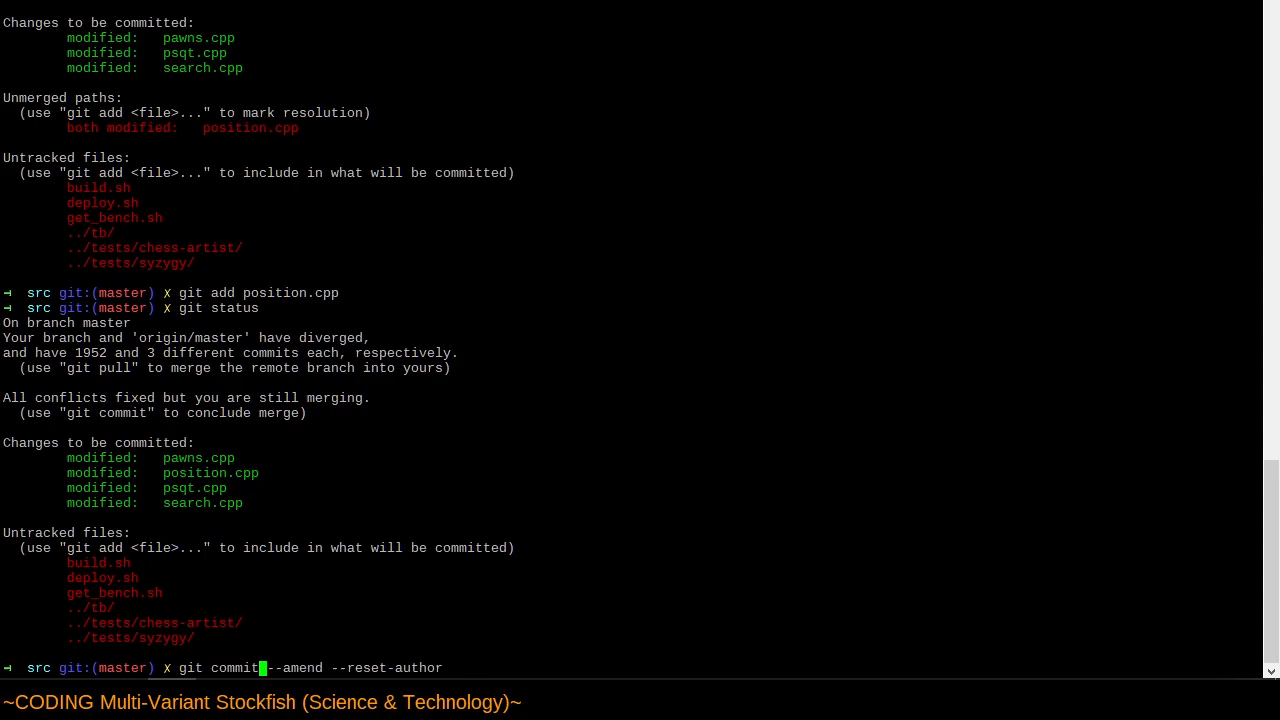 Changes to be committed:
modified:   pawns.cpp
modified:   psqt.cpp
modified:   search.cpp
Unmerged paths:
(use "git add <file>..." to mark resolution)
both modified:   position.cpp
Untracked files:
(use "git add <file>..." to include in what will be committed)
build.sh
deploy.sh
get_bench.sh
../tb/
../tests/chess-artist/
../tests/syzygy/
→  src git:(master) ✗ git add position.cpp
→  src git:(master) ✗ git status
On branch master
Your branch and 'origin/master' have diverged,
and have 1952 and 3 different commits each, respectively.
(use "git pull" to merge the remote branch into yours)
All conflicts fixed but you are still merging.
(use "git commit" to conclude merge)
Changes to be committed:
modified:   pawns.cpp
modified:   position.cpp
modified:   psqt.cpp
modified:   search.cpp
Untracked files:
(use "git add <file>..." to include in what will be committed)
build.sh
deploy.sh
get_bench.sh
../tb/
../tests/chess-artist/
../tests/syzygy/
→  src git:(master) ✗ git commit --amend --reset-author
~CODING Multi-Variant Stockfish (Science & Technology)~